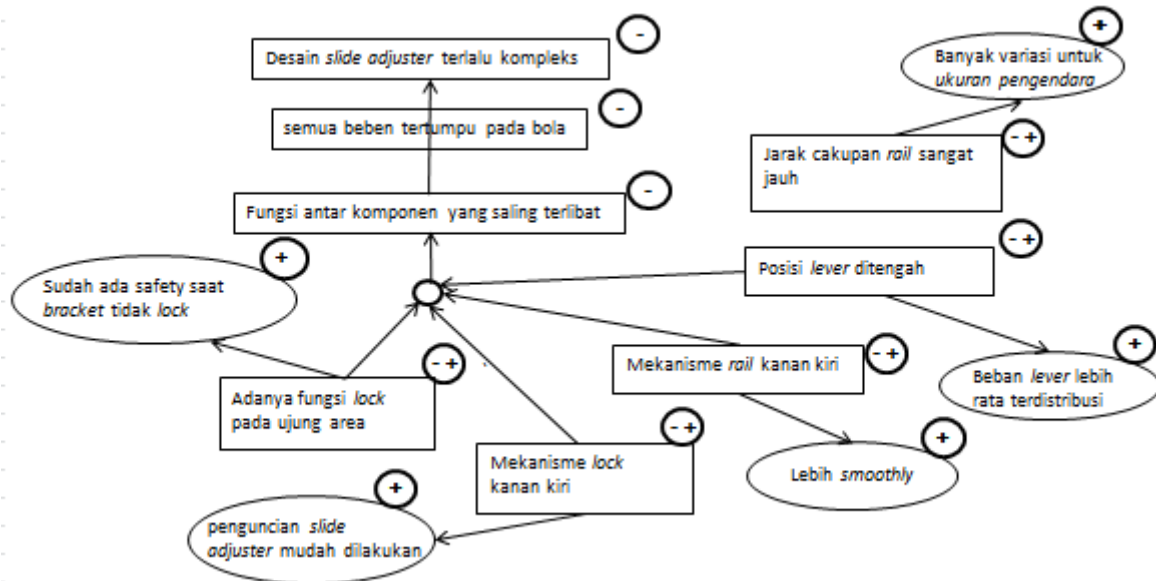 -
Desain slide adjuster terlalu kompleks
-
semua beben tertumpu pada bola
-
Fungsi antar komponen yang saling terlibat
+
Banyak variasi untuk
ukuran pengendara
- +
Jarak cakupan rail sangat
jauh
+
Sudah ada safety saat
bracket tidak lock
- +
Posisi lever ditengah
- +
Mekanisme rail kanan kiri
+
Beban lever lebih
rata terdistribusi
- +
Adanya fungsi lock
pada ujung area
- +
Mekanisme lock
kanan kiri
+
Lebih smoothly
+
penguncian slide
adjuster mudah dilakukan